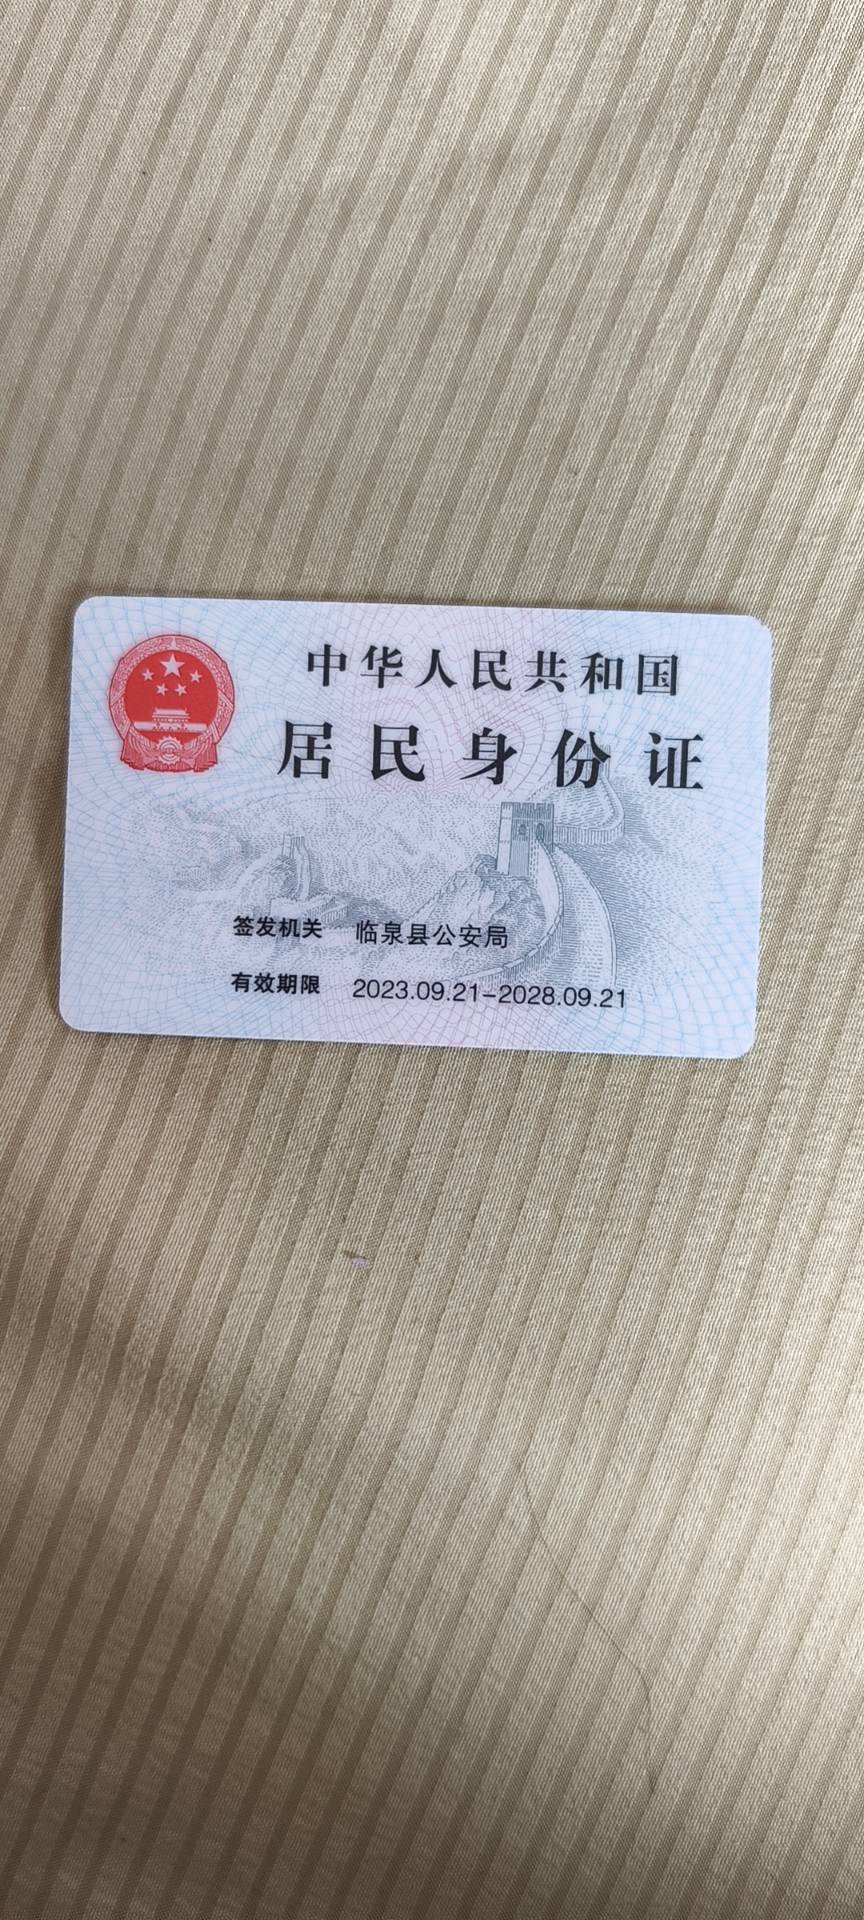 中华人民共和国
居民身份证
签发机关 临泉县公安局
有效期限 2023.09.21-2028.09.21